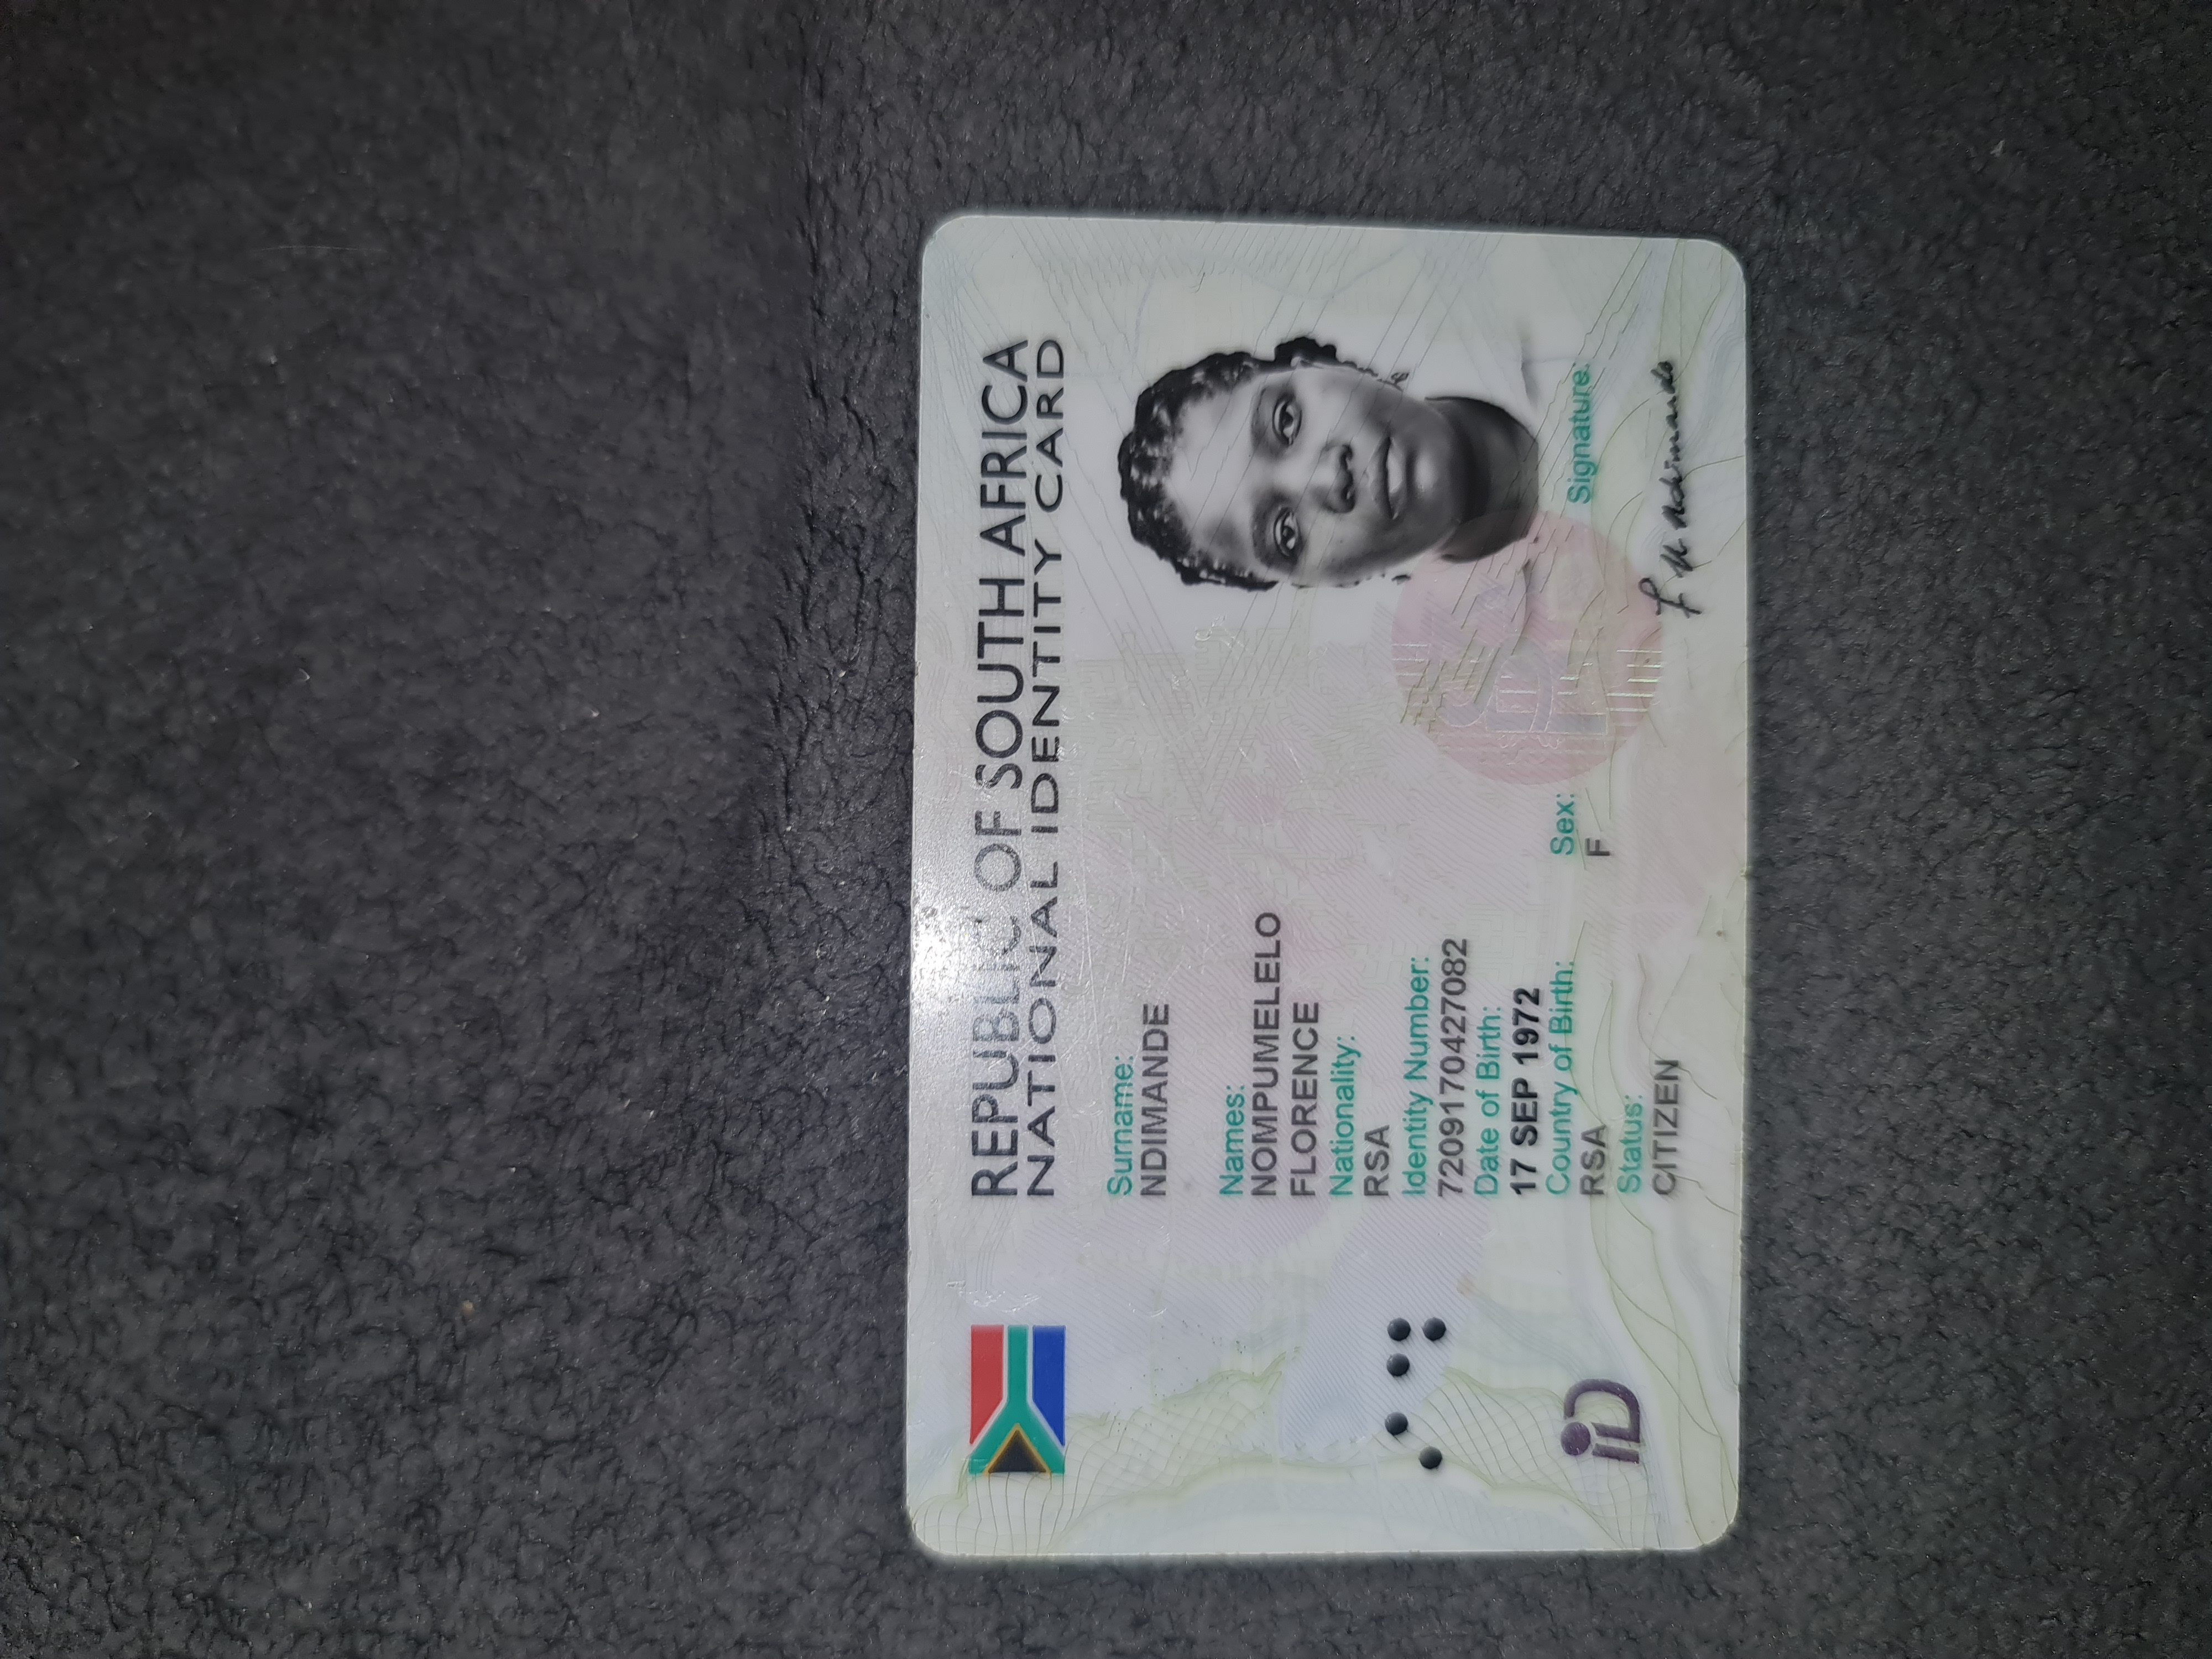 REPUBLIC OF SOUTH AFRICA
NATIONAL IDENTITY CARD
Surname:
NDIMANDE
Names:
NOMPUMELELO
FLORENCE
Nationality:
RSA
Identity Number:
7209170427082
Date of Birth:
17 SEP 1972
Country of Birth:
RSA
Sex:
F
Status:
CITIZEN
Signature:
iD